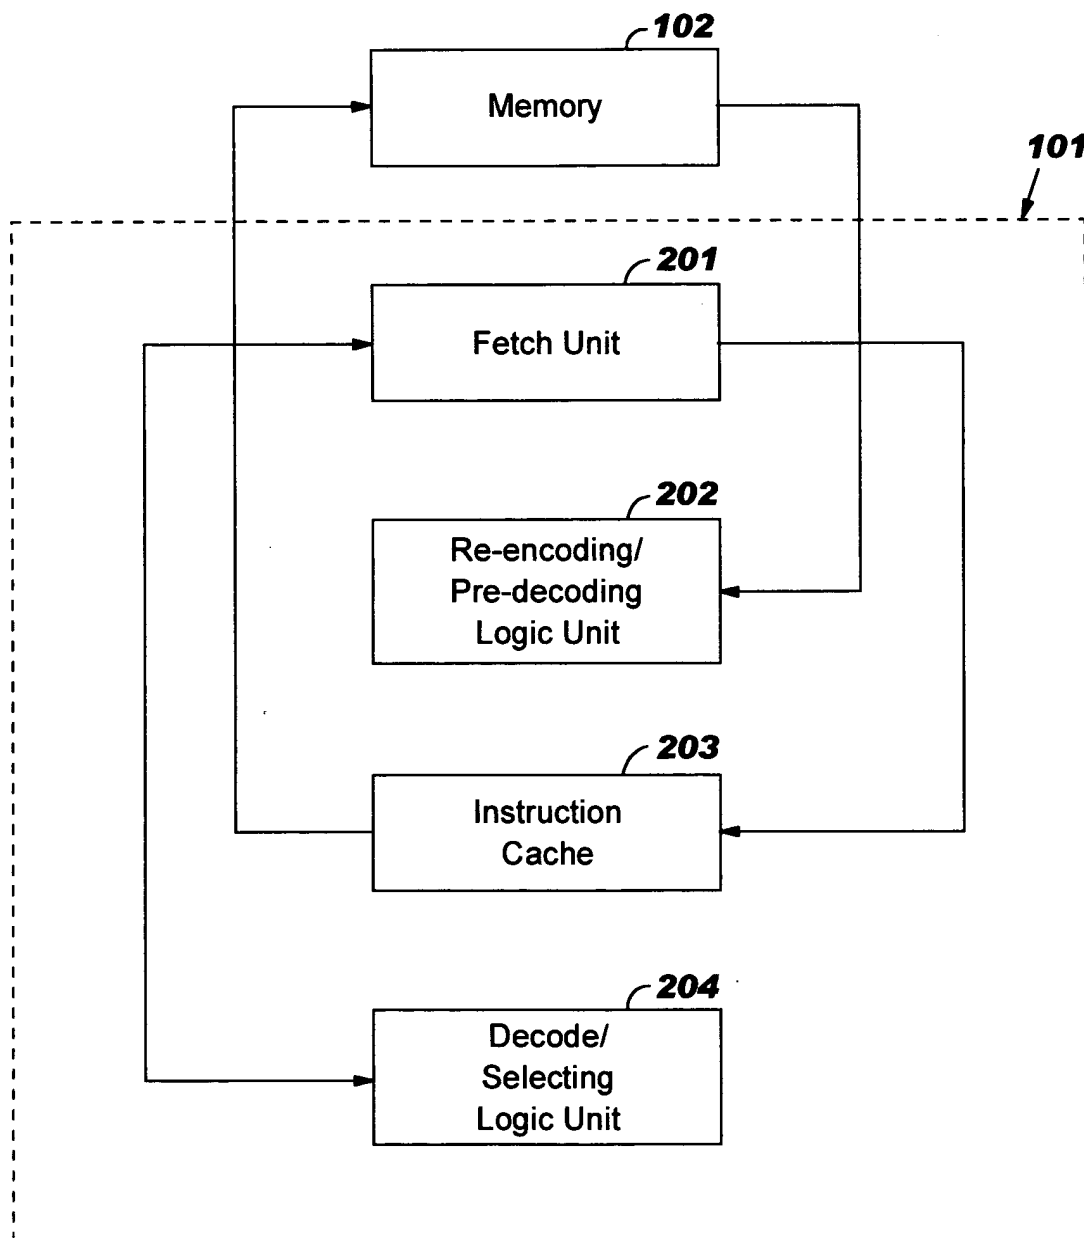 102
Memory
101
201
Fetch Unit
202
Re-encoding/
Pre-decoding
Logic Unit
203
Instruction
Cache
204
Decode/
Selecting
Logic Unit